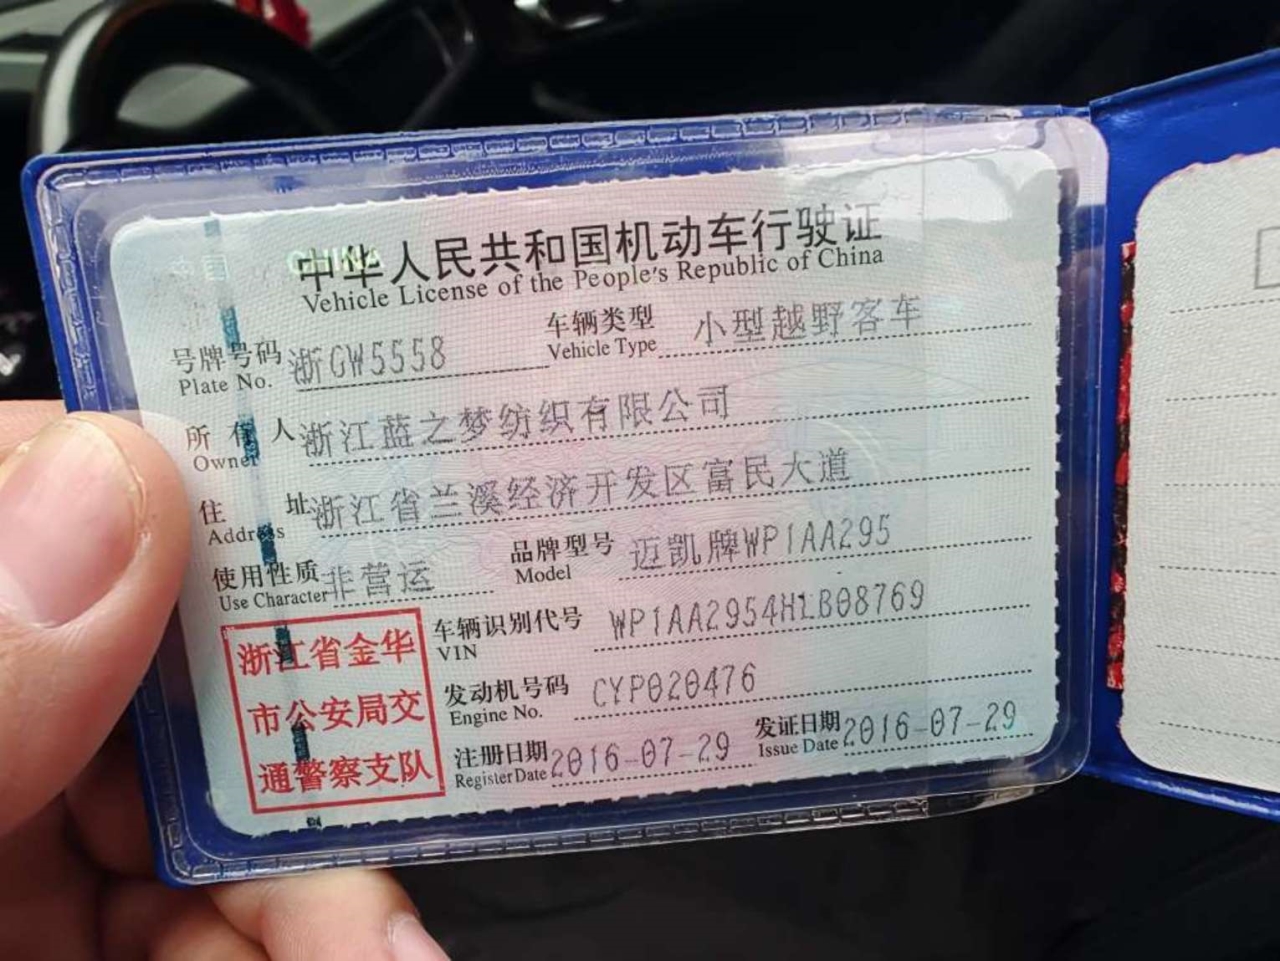 中华人民共和国机动车行驶证
Vehicle License of the People's Republic of China
号牌号码 浙GW5558 车辆类型 小型越野客车
Plate No. Vehicle Type
所有人 浙江蓝之梦纺织有限公司
Owner
住址 浙江省兰溪经济开发区富民大道
Address
使用性质 非营运 品牌型号 迈凯牌WP1AA295
Use Character Model
车辆识别代号 WP1AA2954HLB08769
VIN
发动机号码 CYP020476
Engine No.
注册日期 2016-07-29 发证日期 2016-07-29
Register Date Issue Date
浙江省金华
市公安局交
通警察支队